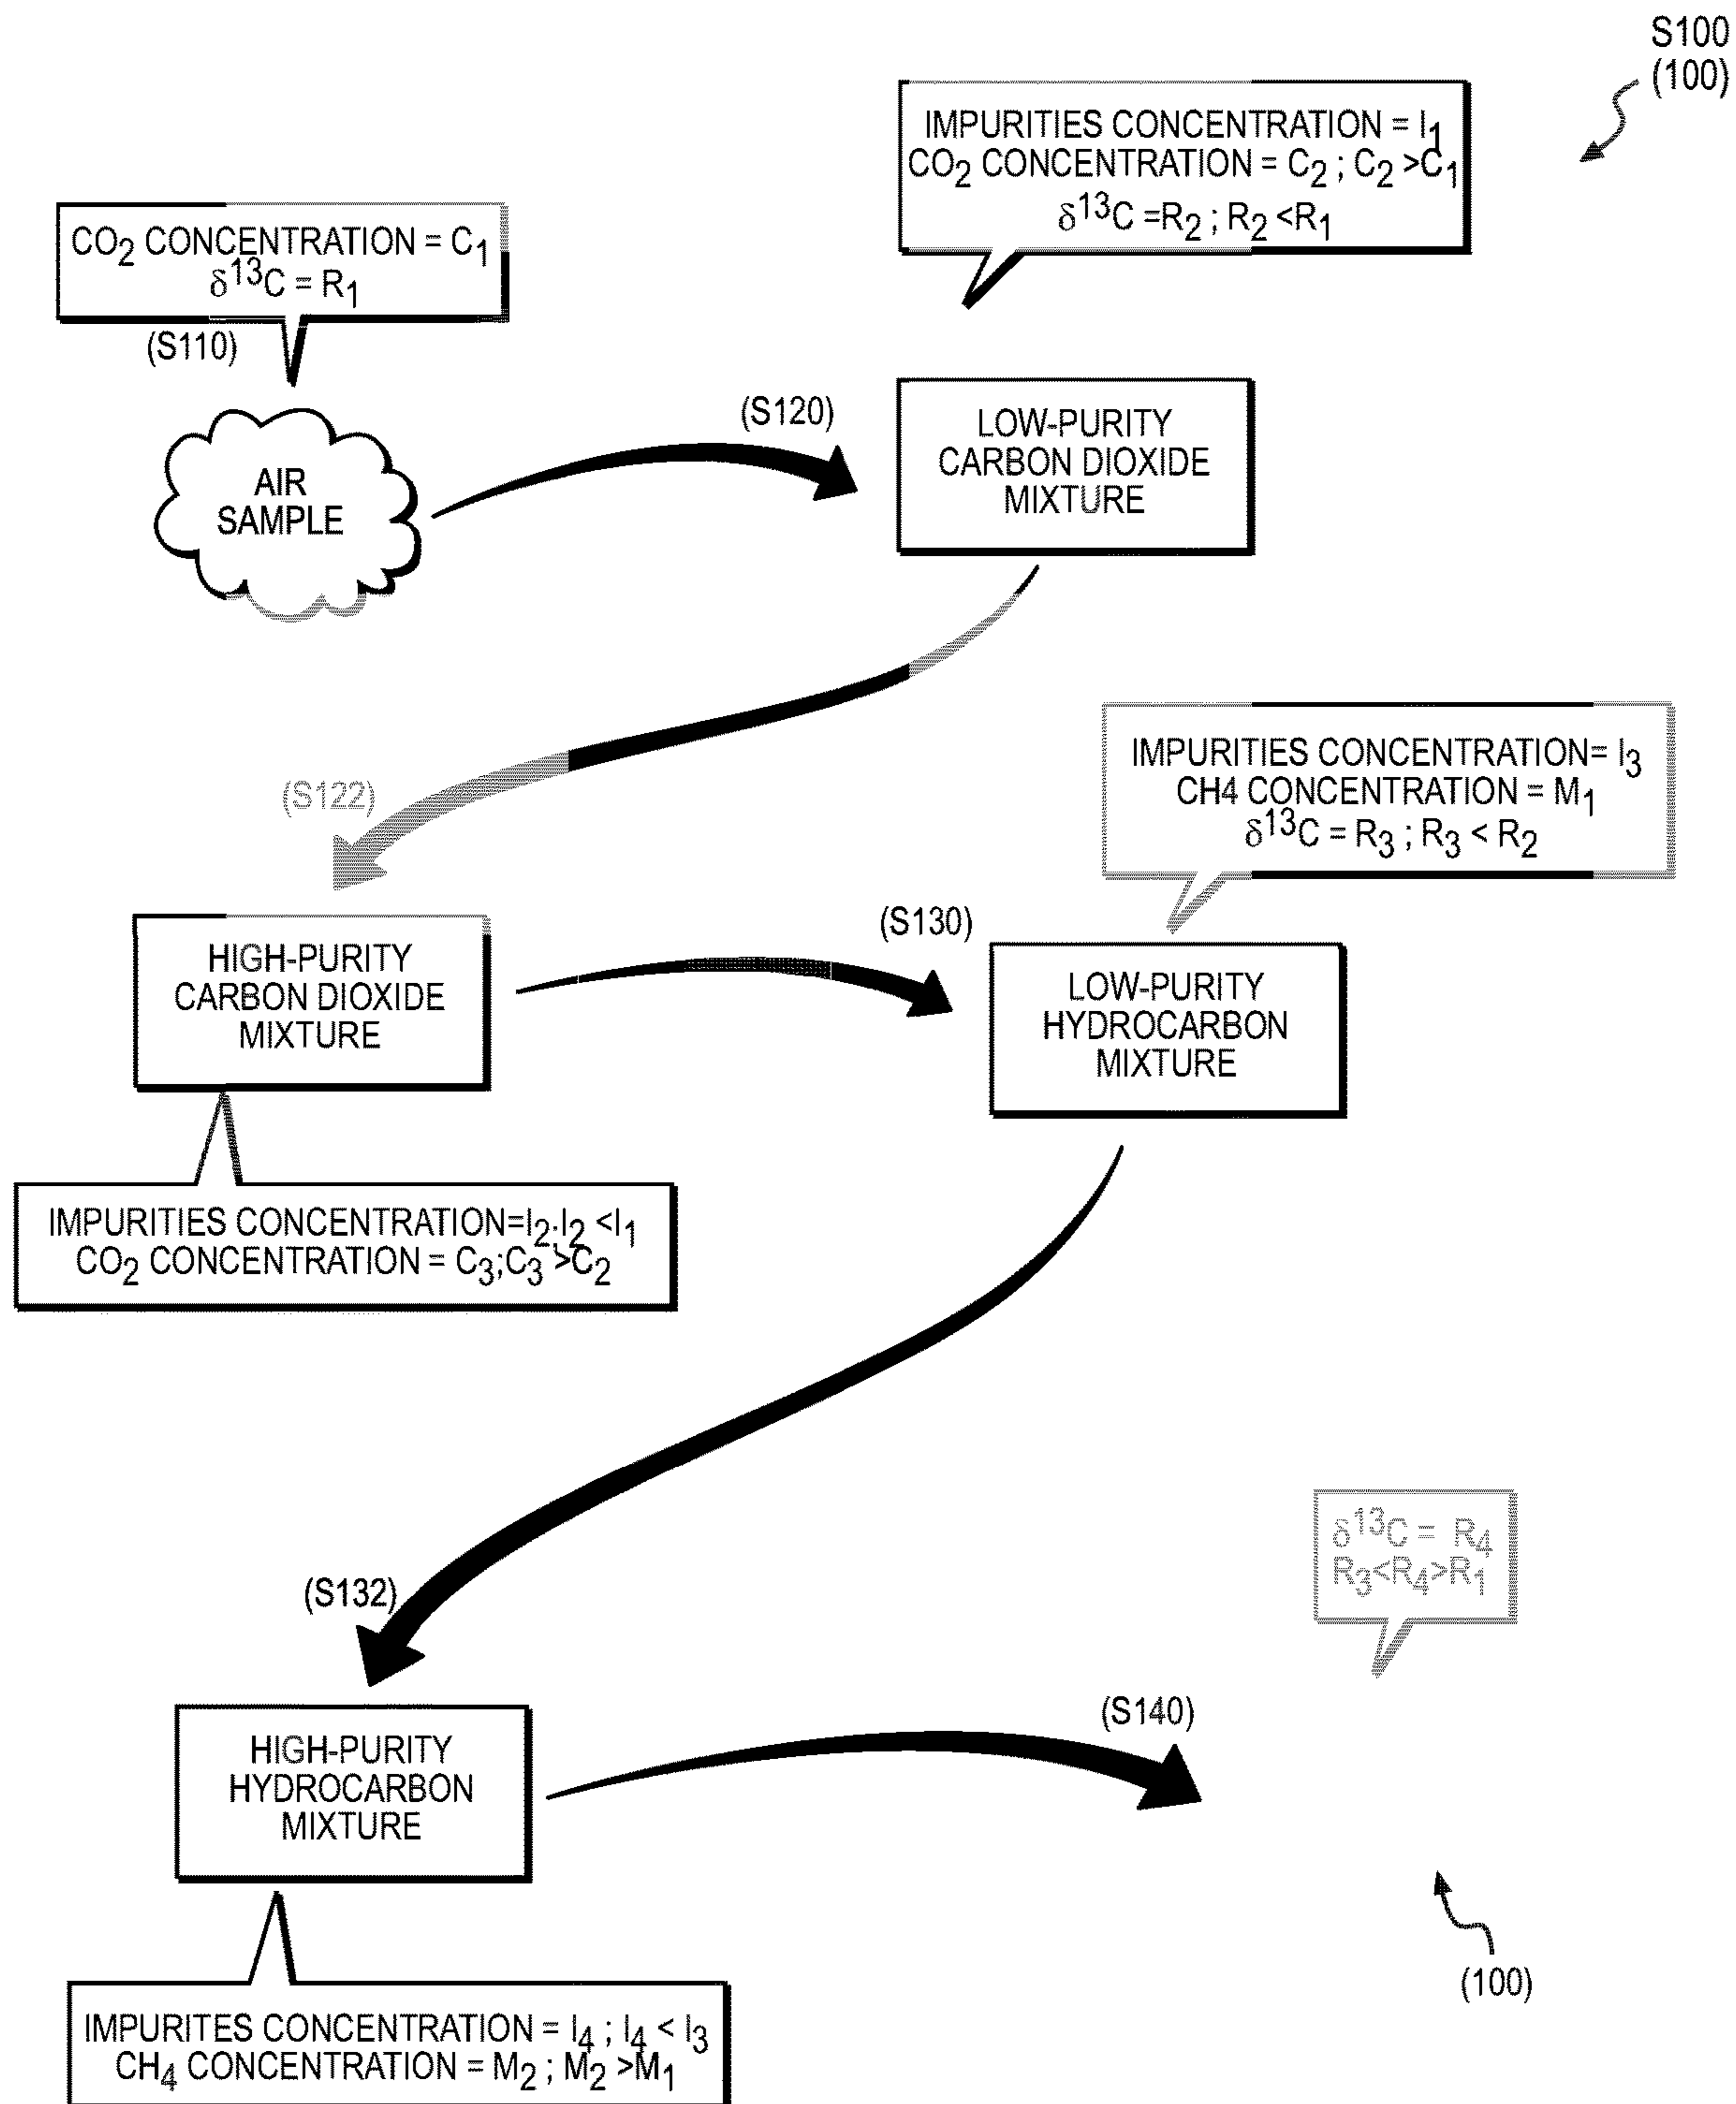 S100
(100)
IMPURITIES CONCENTRATION = I₁
CO₂ CONCENTRATION = C₂ ; C₂ >C₁
δ¹³C =R₂ ; R₂ <R₁
CO₂ CONCENTRATION = C₁
δ¹³C = R₁
(S110)
AIR
SAMPLE
(S120)
LOW-PURITY
CARBON DIOXIDE
MIXTURE
(S122)
IMPURITIES CONCENTRATION= I₃
CH4 CONCENTRATION = M₁
δ¹³C = R₃ ; R₃ < R₂
HIGH-PURITY
CARBON DIOXIDE
MIXTURE
(S130)
LOW-PURITY
HYDROCARBON
MIXTURE
IMPURITIES CONCENTRATION=I₂;I₂ <I₁
CO₂ CONCENTRATION = C₃;C₃ >C₂
δ¹³C = R₄
R₃<R₄>R₁
(S132)
HIGH-PURITY
HYDROCARBON
MIXTURE
(S140)
(100)
IMPURITES CONCENTRATION = I₄ ; I₄ < I₃
CH₄ CONCENTRATION = M₂ ; M₂ >M₁